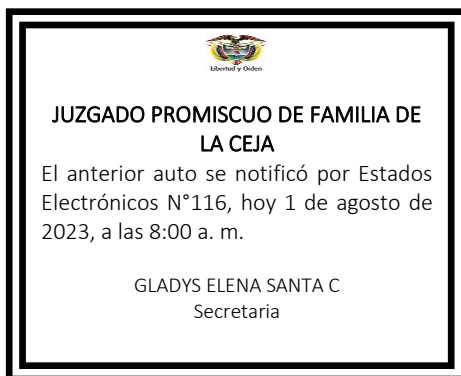 Libertad y Orden
JUZGADO PROMISCUO DE FAMILIA DE
LA CEJA
El anterior auto se notificó por Estados
Electrónicos N°116, hoy 1 de agosto de
2023, a las 8:00 a. m.
GLADYS ELENA SANTA C
Secretaria